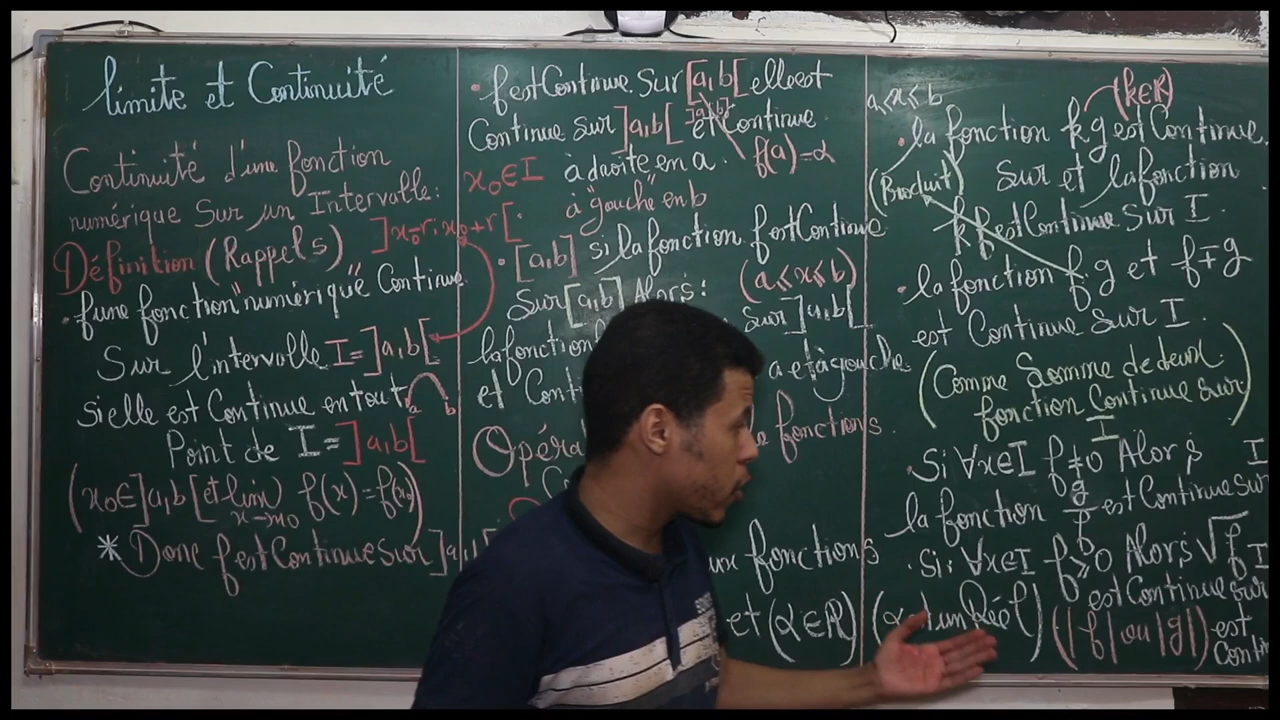 limite et Continuité
Continuité d'une fonction
numérique Sur un Intervalle:
Définition (Rappels) ]x₀-r; x₀+r[
• f une fonction "numérique" Continue
Sur l'intervalle I=]a,b[
si elle est Continue en tout a b
Point de I=]a,b[
(x₀∈]a,b[ et lim f(x)=f(x₀)
x→x₀
* Donc f est Continue sur ]a
• f est Continue Sur [a,b[ elle est
Continue sur ]a,b[ et Continue
x₀∈I à droite en a. f(a)=α
à "gauche" en b
• [a,b] si la fonction f est Continue
Sur [a,b] Alors: (a≤x≤b)
la fonction sur ]a,b[
et Cont a et à gauche
Opéra fonctions.
ux fonctions
et (α∈ℝ) (α un Réel)
a≤x≤b (k∈ℝ)
• la fonction k g est Continue
(Produit) Sur et la fonction
k f est Continue Sur I.
• la fonction f.g et f∓g
est Continue Sur I.
(Comme Somme de deux
fonction Continue Sur
I)
• Si ∀x∈I f≠0 Alors
la fonction g/f est Continue Sur I
• Si: ∀x∈I f≥0 Alors √f
est Continue Sur I
(|f| ou |g|) est
Conti